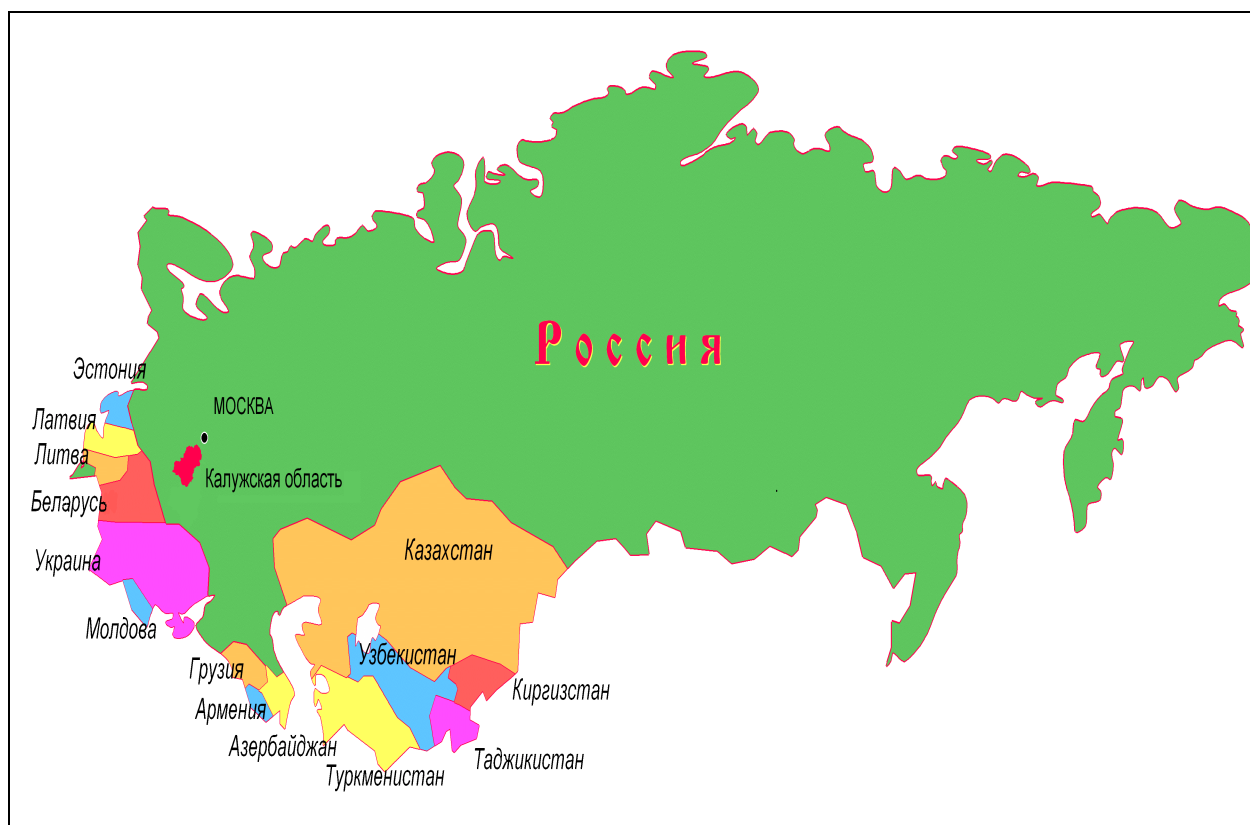 Россия
Эстония
МОСКВА
Латвия
Литва
Калужская область
Беларусь
Казахстан
Украина
Молдова
Узбекистан
Грузия
Киргизстан
Армения
Азербайджан
Таджикистан
Туркменистан